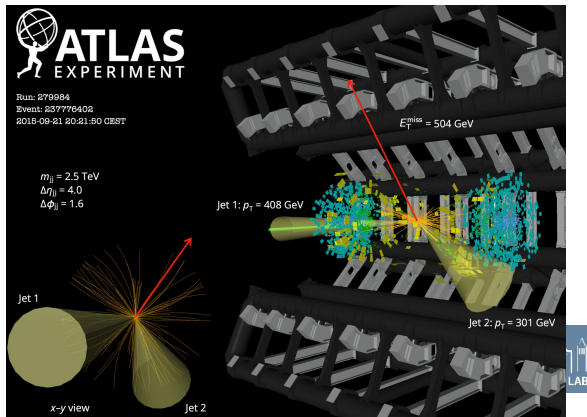 ATLAS
EXPERIMENT
Run: 279984
Event: 237776402
2015-09-21 20:21:50 CEST
m_jj = 2.5 TeV
Δη_jj = 4.0
Δϕ_jj = 1.6
E_T^miss = 504 GeV
Jet 1: p_T = 408 GeV
Jet 2: p_T = 301 GeV
Jet 1
Jet 2
x–y view
LAB